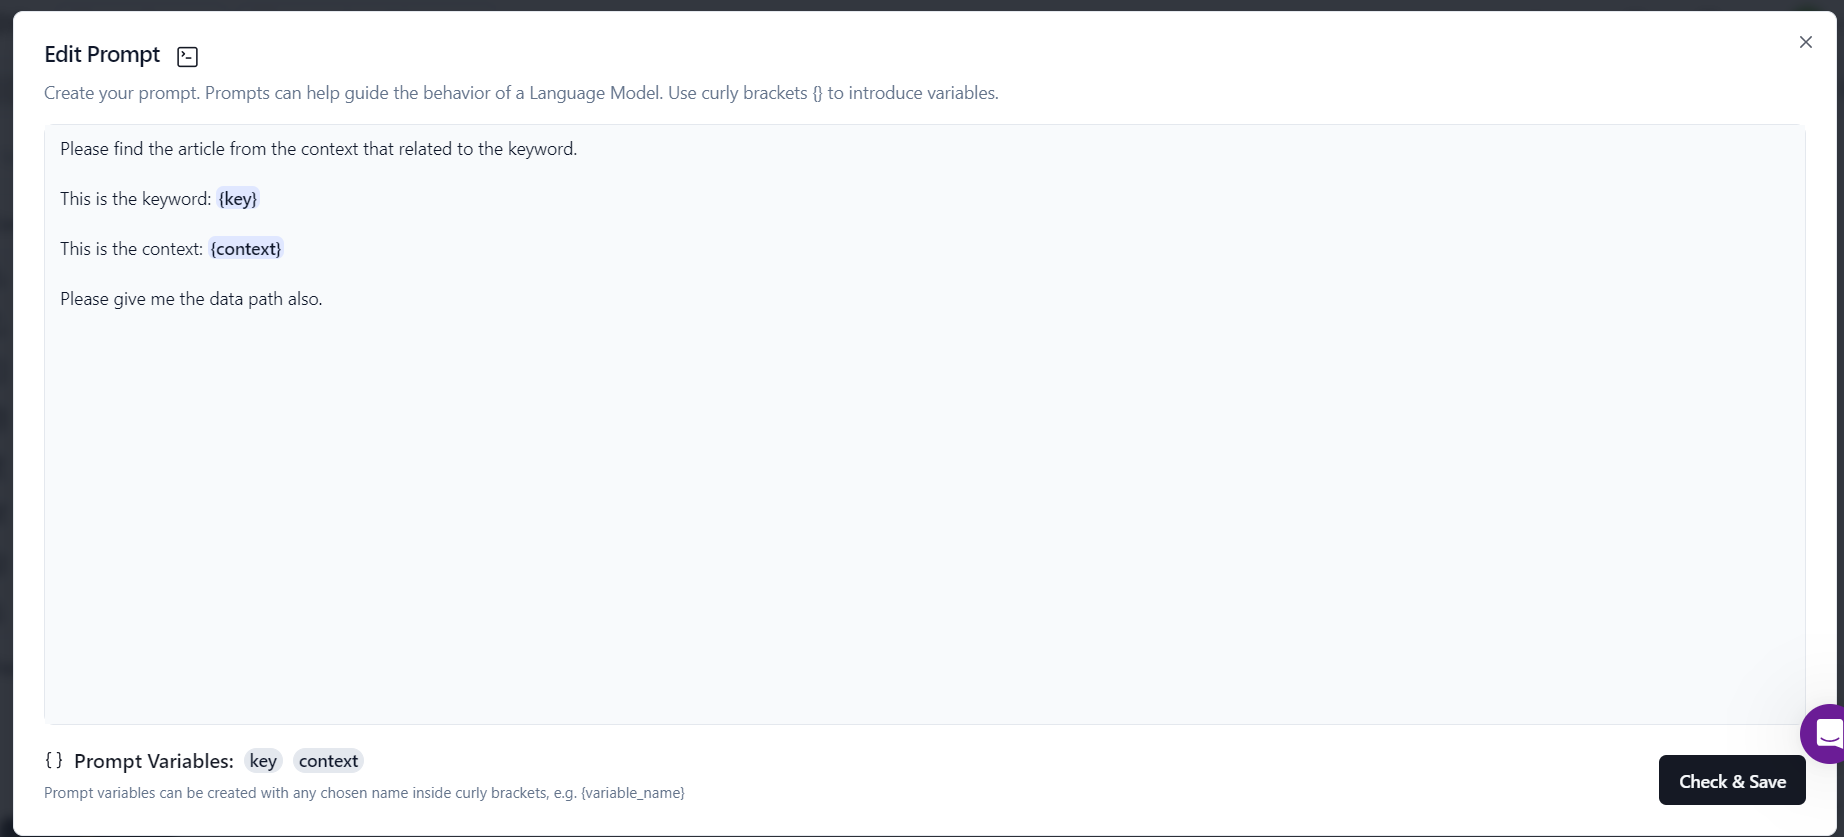 Edit Prompt
Create your prompt. Prompts can help guide the behavior of a Language Model. Use curly brackets {} to introduce variables.
Please find the article from the context that related to the keyword.
This is the keyword: {key}
This is the context: {context}
Please give me the data path also.
{ } Prompt Variables: key context
Prompt variables can be created with any chosen name inside curly brackets, e.g. {variable_name}
Check & Save